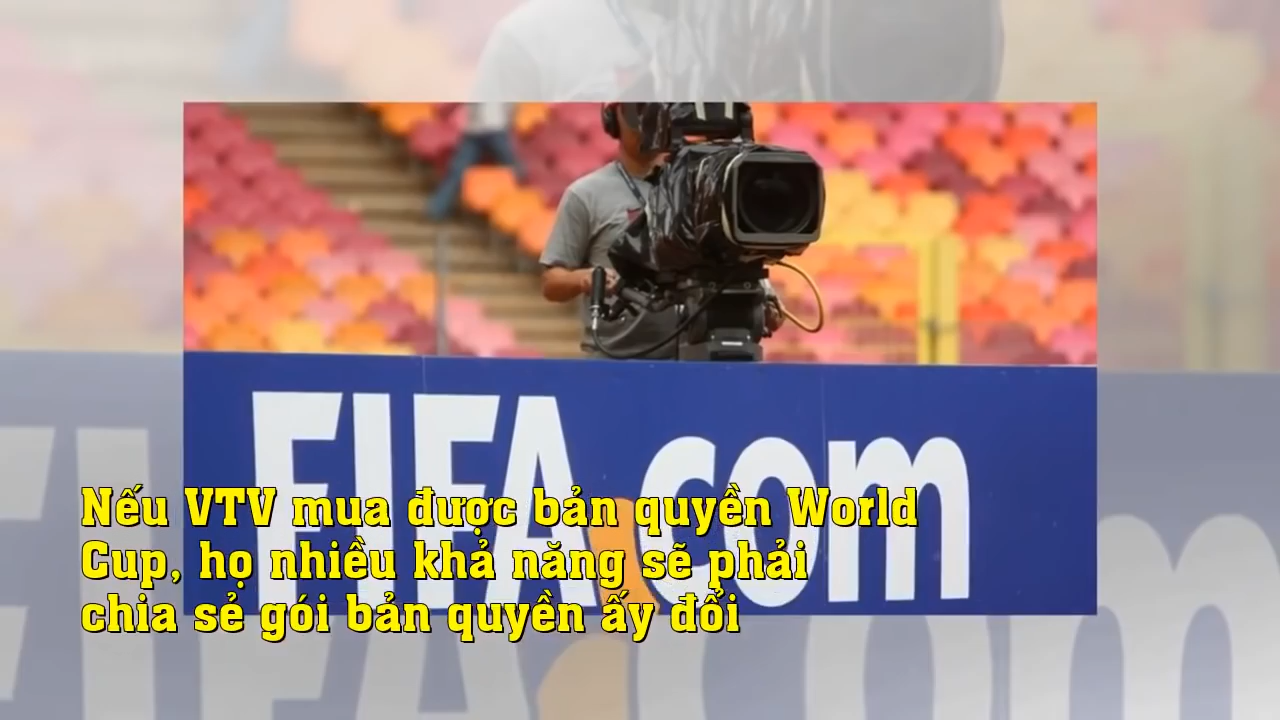 FIFA.com
Nếu VTV mua được bản quyền World
Cup, họ nhiều khả năng sẽ phải
chia sẻ gói bản quyền ấy đổi